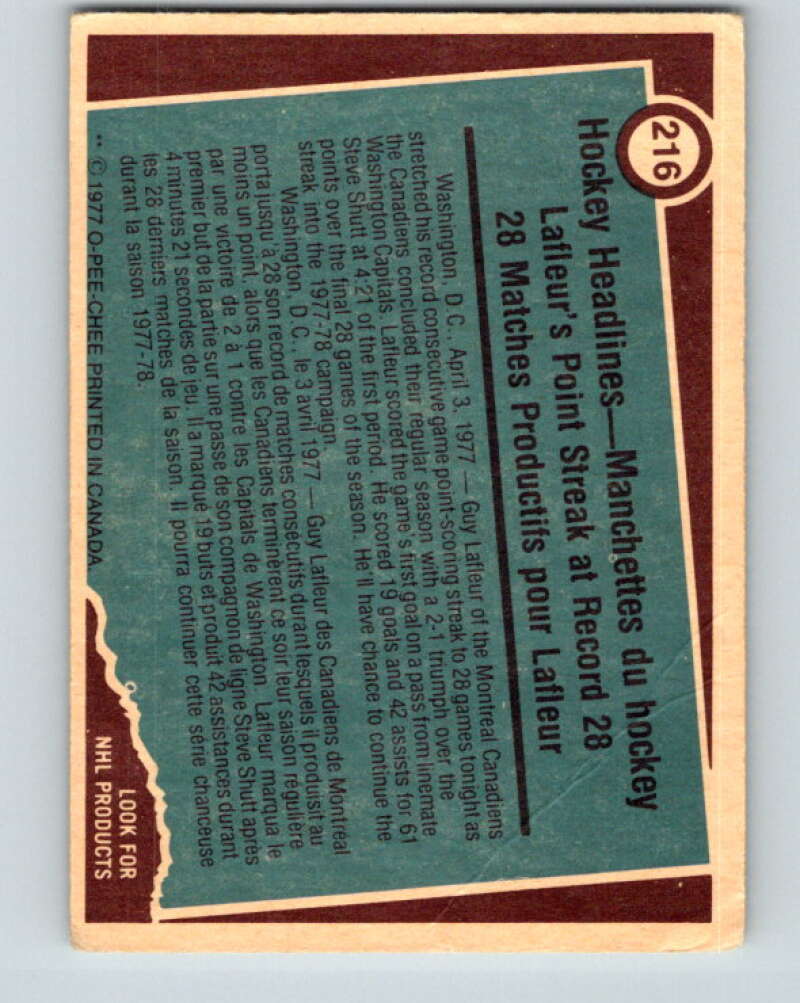 216
Hockey Headlines—Manchettes du hockey
Lafleur's Point Streak at Record 28
28 Matches Productifs pour Lafleur
Washington, D.C., April 3, 1977 — Guy Lafleur of the Montreal Canadiens
stretched his record consecutive game point-scoring streak to 28 games tonight as
the Canadiens concluded their regular season with a 2-1 triumph over the
Washington Capitals. Lafleur scored the game's first goal on a pass from linemate
Steve Shutt at 4:21 of the first period. He scored 19 goals and 42 assists for 61
points over the final 28 games of the season. He'll have chance to continue the
streak into the 1977-78 campaign.
Washington, D.C., le 3 avril 1977 — Guy Lafleur des Canadiens de Montréal
porta jusqu'à 28 son record de matches consécutifs durant lesquels il produisit au
moins un point, alors que les Canadiens terminèrent ce soir leur saison régulière
par une victoire de 2 à 1 contre les Capitals de Washington. Lafleur marqua le
premier but de la partie sur une passe de son compagnon de ligne Steve Shutt après
4 minutes 21 secondes de jeu. Il a marqué 19 buts et produit 42 assistances durant
les 28 derniers matches de la saison. Il pourra continuer cette série chanceuse
durant la saison 1977-78.
** © 1977 O-PEE-CHEE PRINTED IN CANADA
LOOK FOR
NHL PRODUCTS